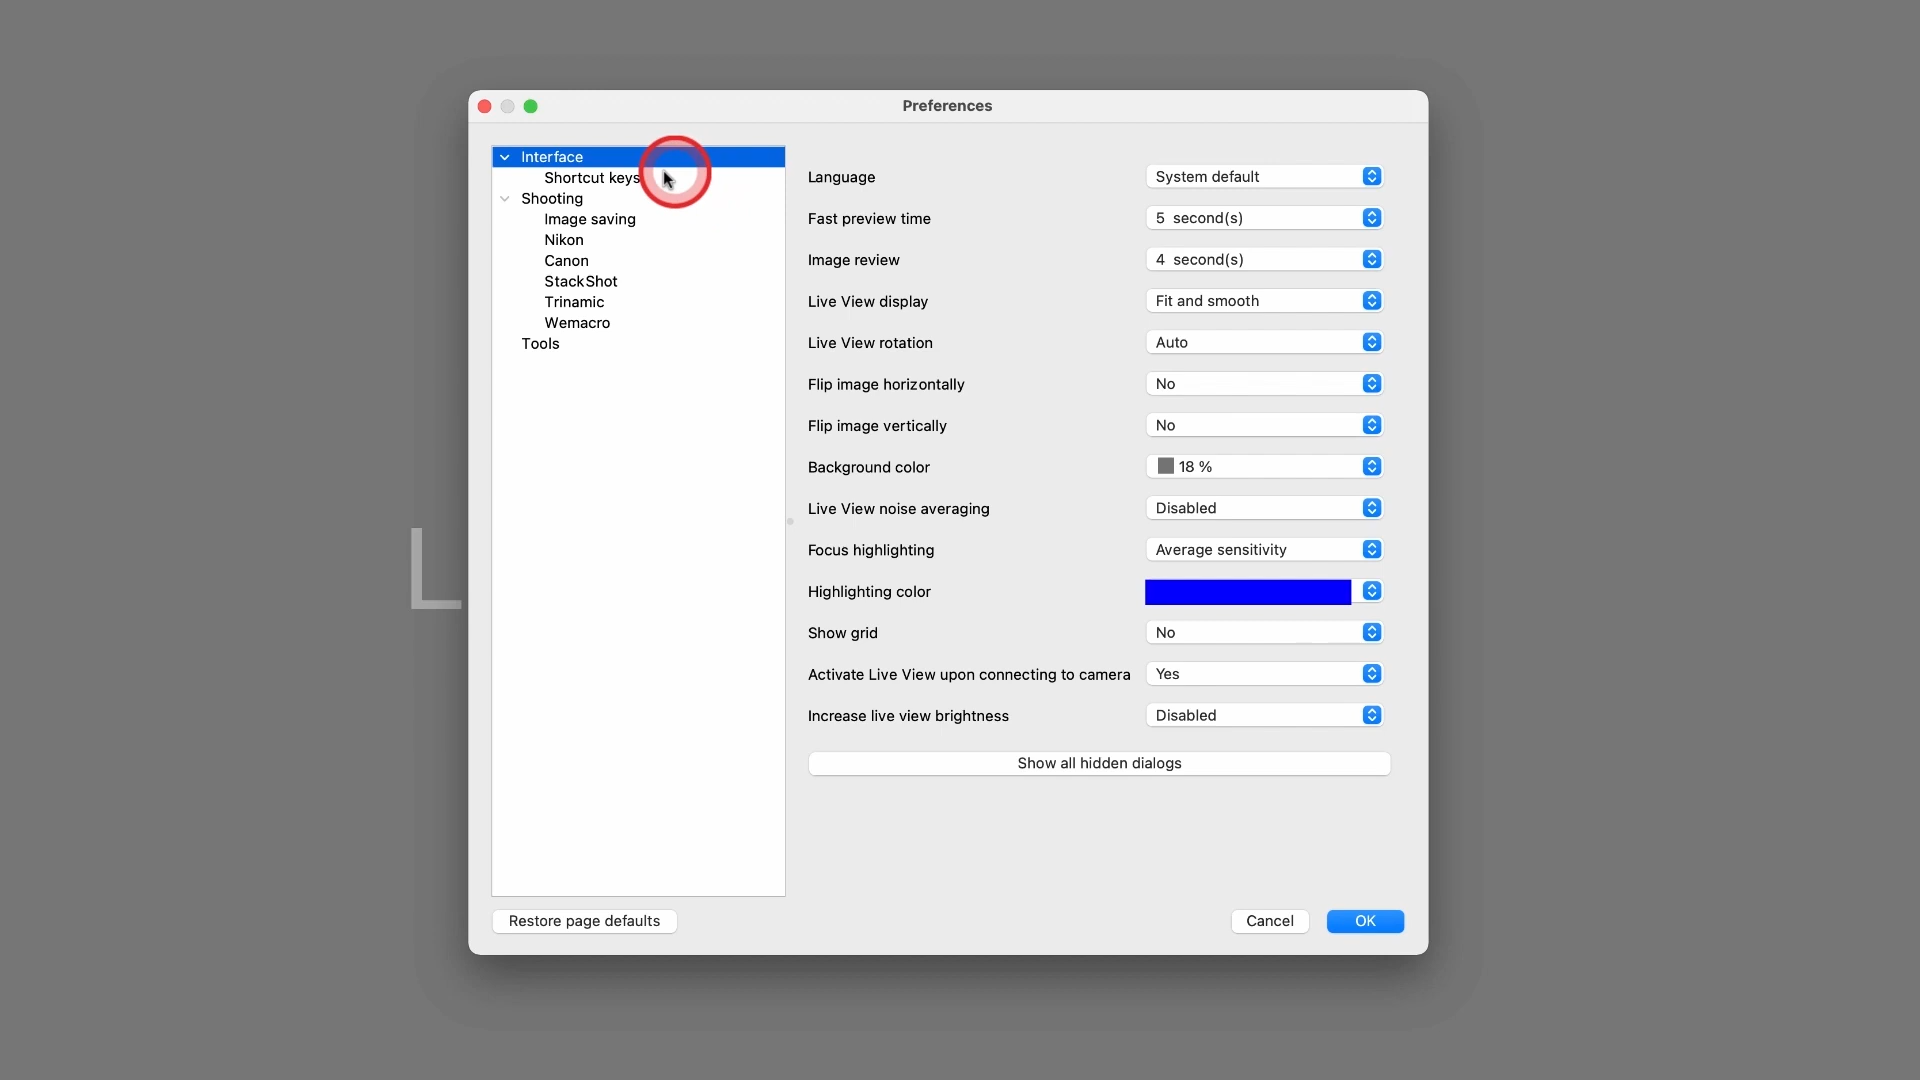 Preferences
Interface
Shortcut keys
Shooting
Image saving
Nikon
Canon
StackShot
Trinamic
Wemacro
Tools
Language System default
Fast preview time 5 second(s)
Image review 4 second(s)
Live View display Fit and smooth
Live View rotation Auto
Flip image horizontally No
Flip image vertically No
Background color 18 %
Live View noise averaging Disabled
Focus highlighting Average sensitivity
Highlighting color
Show grid No
Activate Live View upon connecting to camera Yes
Increase live view brightness Disabled
Show all hidden dialogs
Restore page defaults Cancel OK
L